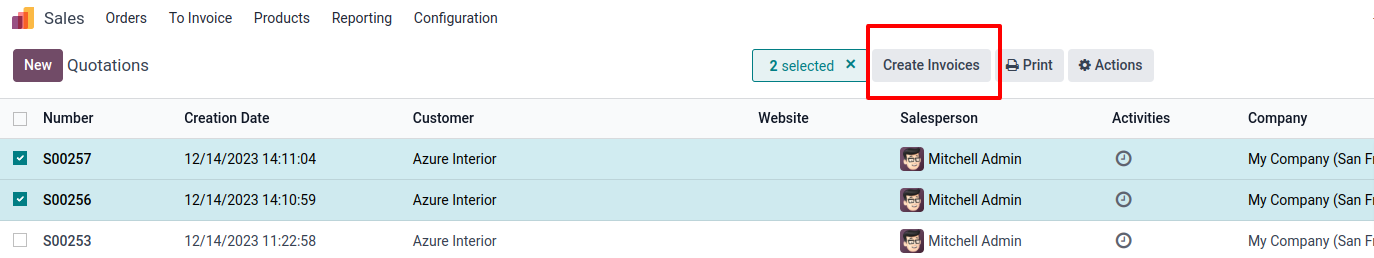 Sales Orders To Invoice Products Reporting Configuration
New Quotations 2 selected × Create Invoices Print Actions
Number Creation Date Customer Website Salesperson Activities Company
S00257 12/14/2023 14:11:04 Azure Interior Mitchell Admin My Company (San Fr
S00256 12/14/2023 14:10:59 Azure Interior Mitchell Admin My Company (San Fr
S00253 12/14/2023 11:22:58 Azure Interior Mitchell Admin My Company (San Fr